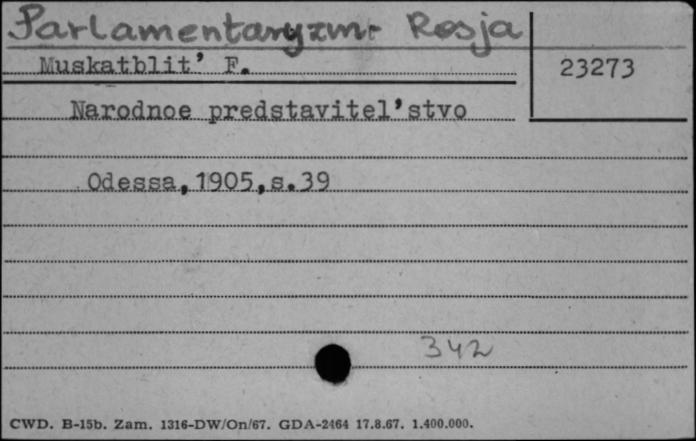 Parlamentaryzm - Rosja
Muskatblit' F.
23273
Narodnoe predstavitel'stvo
Odessa,1905,s.39
342
CWD. B-15b. Zam. 1316-DW/On/67. GDA-2464 17.8.67. 1.400.000.